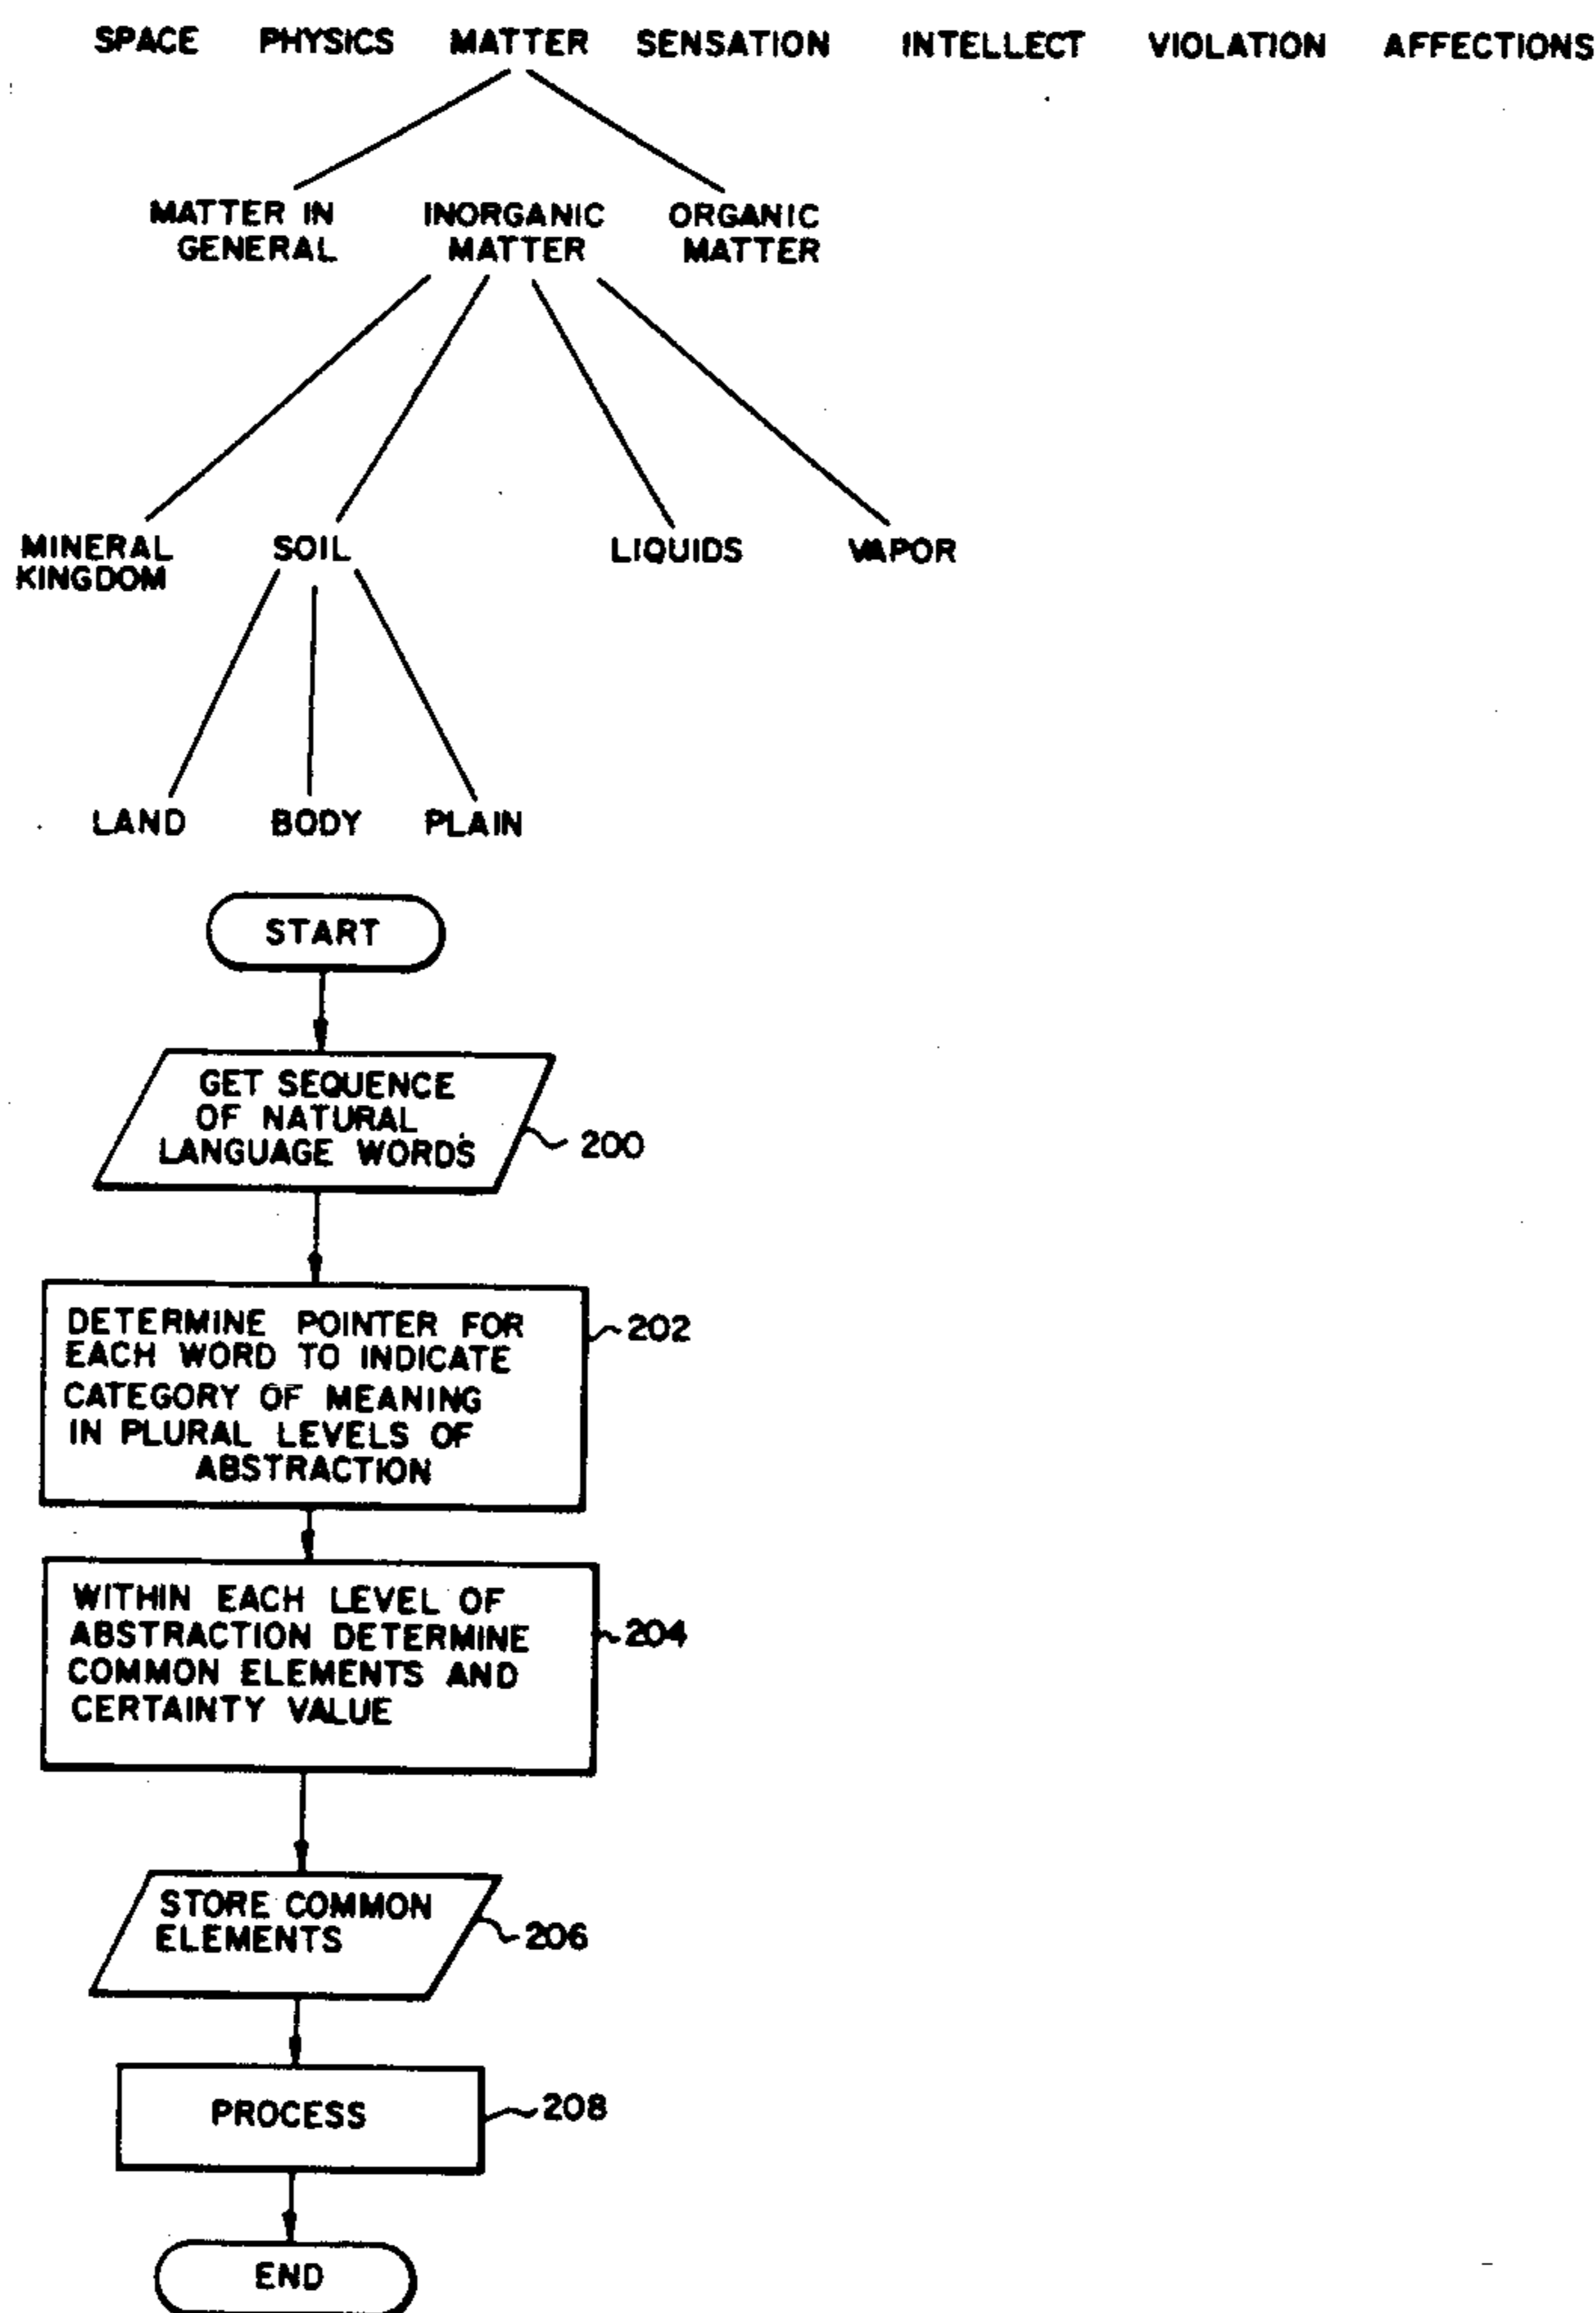 SPACE PHYSICS MATTER SENSATION INTELLECT VIOLATION AFFECTIONS
MATTER IN GENERAL
INORGANIC MATTER
ORGANIC MATTER
MINERAL KINGDOM
SOIL
LIQUIDS
VAPOR
LAND BODY PLAIN
START
GET SEQUENCE
OF NATURAL
LANGUAGE WORDS
200
DETERMINE POINTER FOR
EACH WORD TO INDICATE
CATEGORY OF MEANING
IN PLURAL LEVELS OF
ABSTRACTION
202
WITHIN EACH LEVEL OF
ABSTRACTION DETERMINE
COMMON ELEMENTS AND
CERTAINTY VALUE
204
STORE COMMON
ELEMENTS
206
PROCESS
208
END